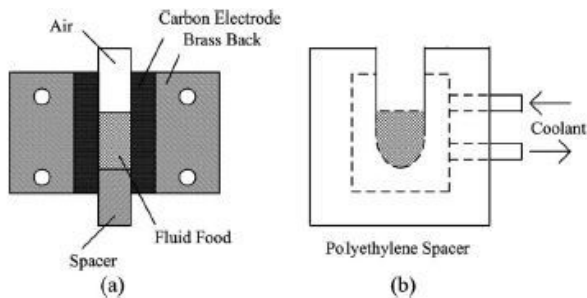 Air
Carbon Electrode
Brass Back
Fluid Food
Spacer
(a)
Coolant
Polyethylene Spacer
(b)